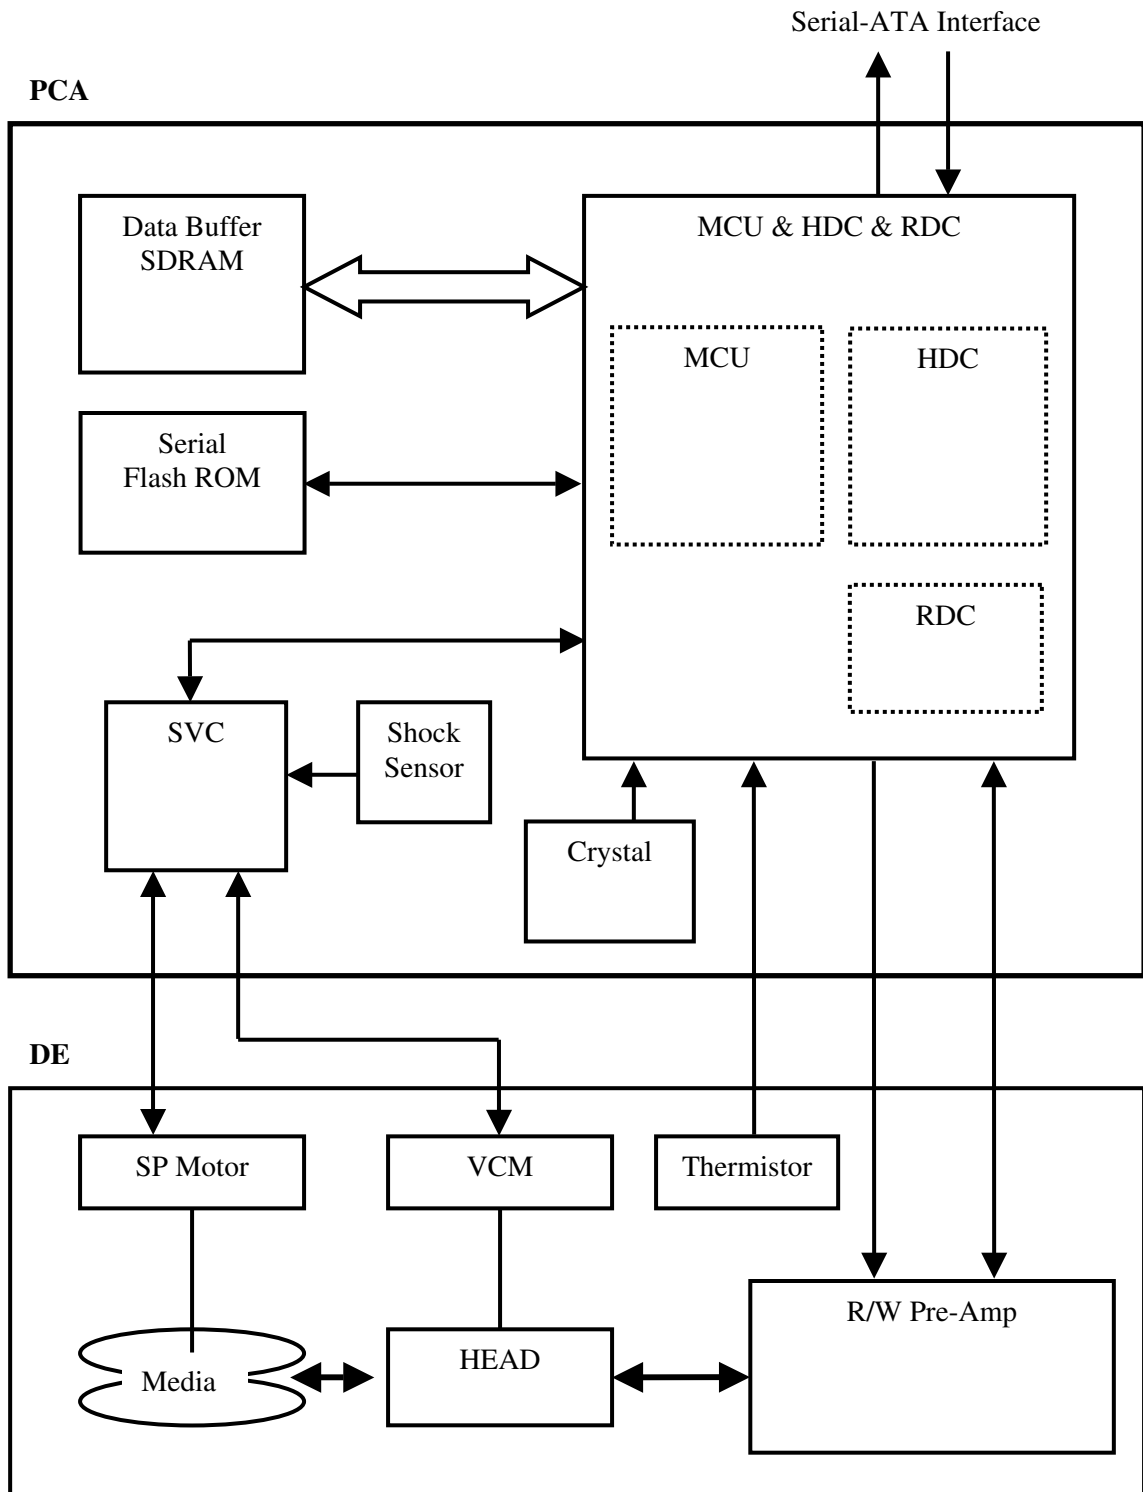 Serial-ATA Interface
PCA
Data Buffer
SDRAM
MCU & HDC & RDC
MCU
HDC
Serial
Flash ROM
RDC
SVC
Shock
Sensor
Crystal
DE
SP Motor
VCM
Thermistor
R/W Pre-Amp
HEAD
Media